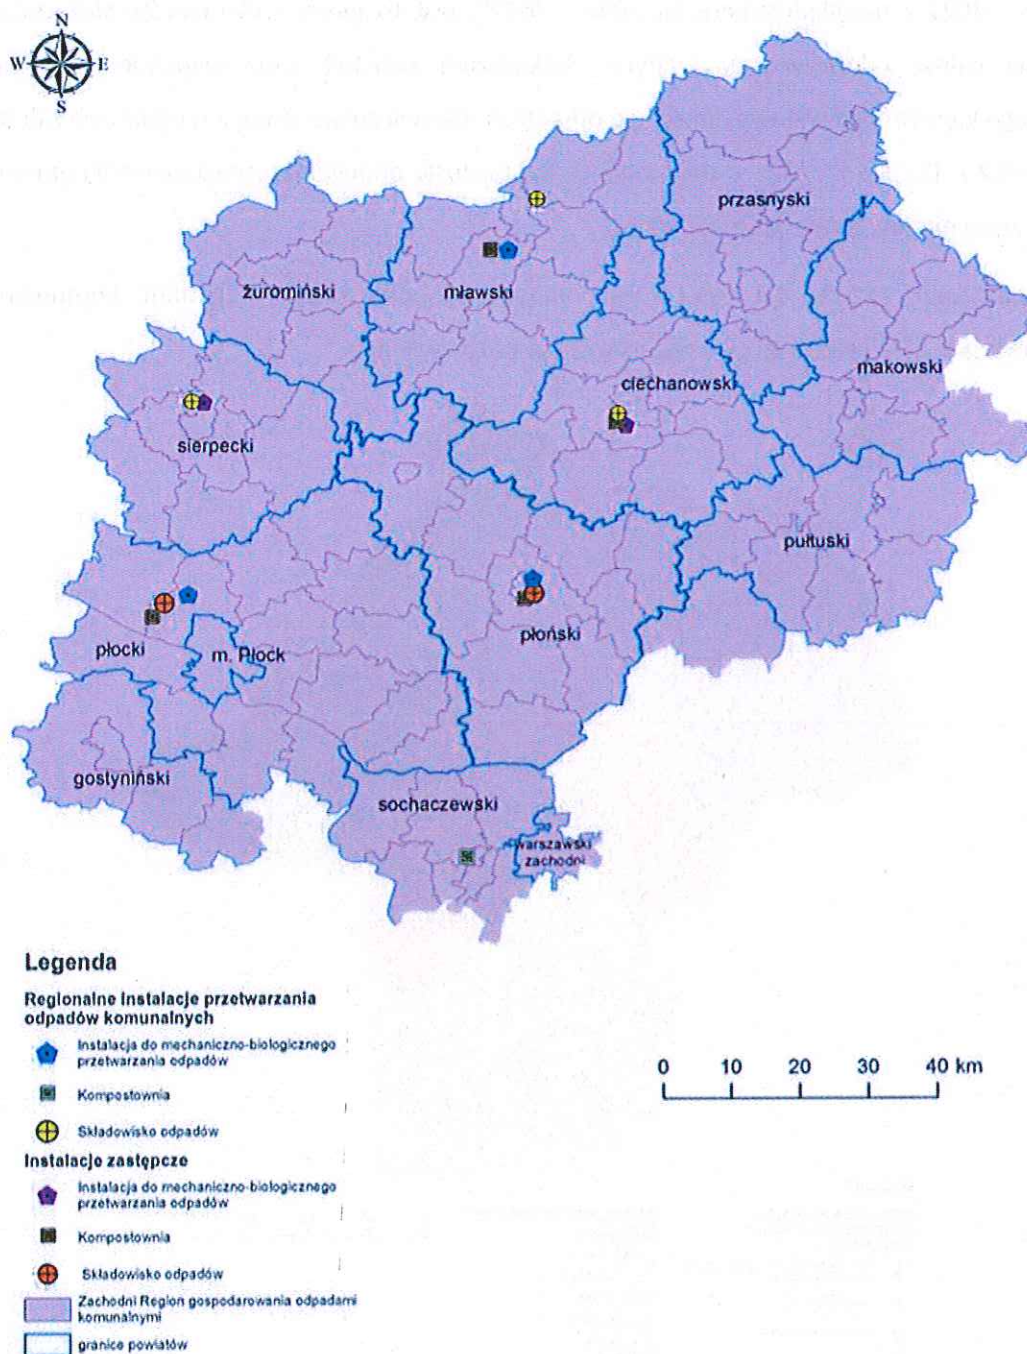 N
W E
S
przasnyski
żuromiński
mławski
makowski
ciechanowski
sierpecki
pułtuski
płoński
płocki
m. Płock
gostyniński
sochaczewski
warszawski
zachodni
Legenda
Regionalne instalacje przetwarzania
odpadów komunalnych
Instalacja do mechaniczno-biologicznego
przetwarzania odpadów
Kompostownia
Składowisko odpadów
Instalacje zastępcze
Instalacja do mechaniczno-biologicznego
przetwarzania odpadów
Kompostownia
Składowisko odpadów
Zachodni Region gospodarowania odpadami
komunalnymi
granice powiatów
0 10 20 30 40 km